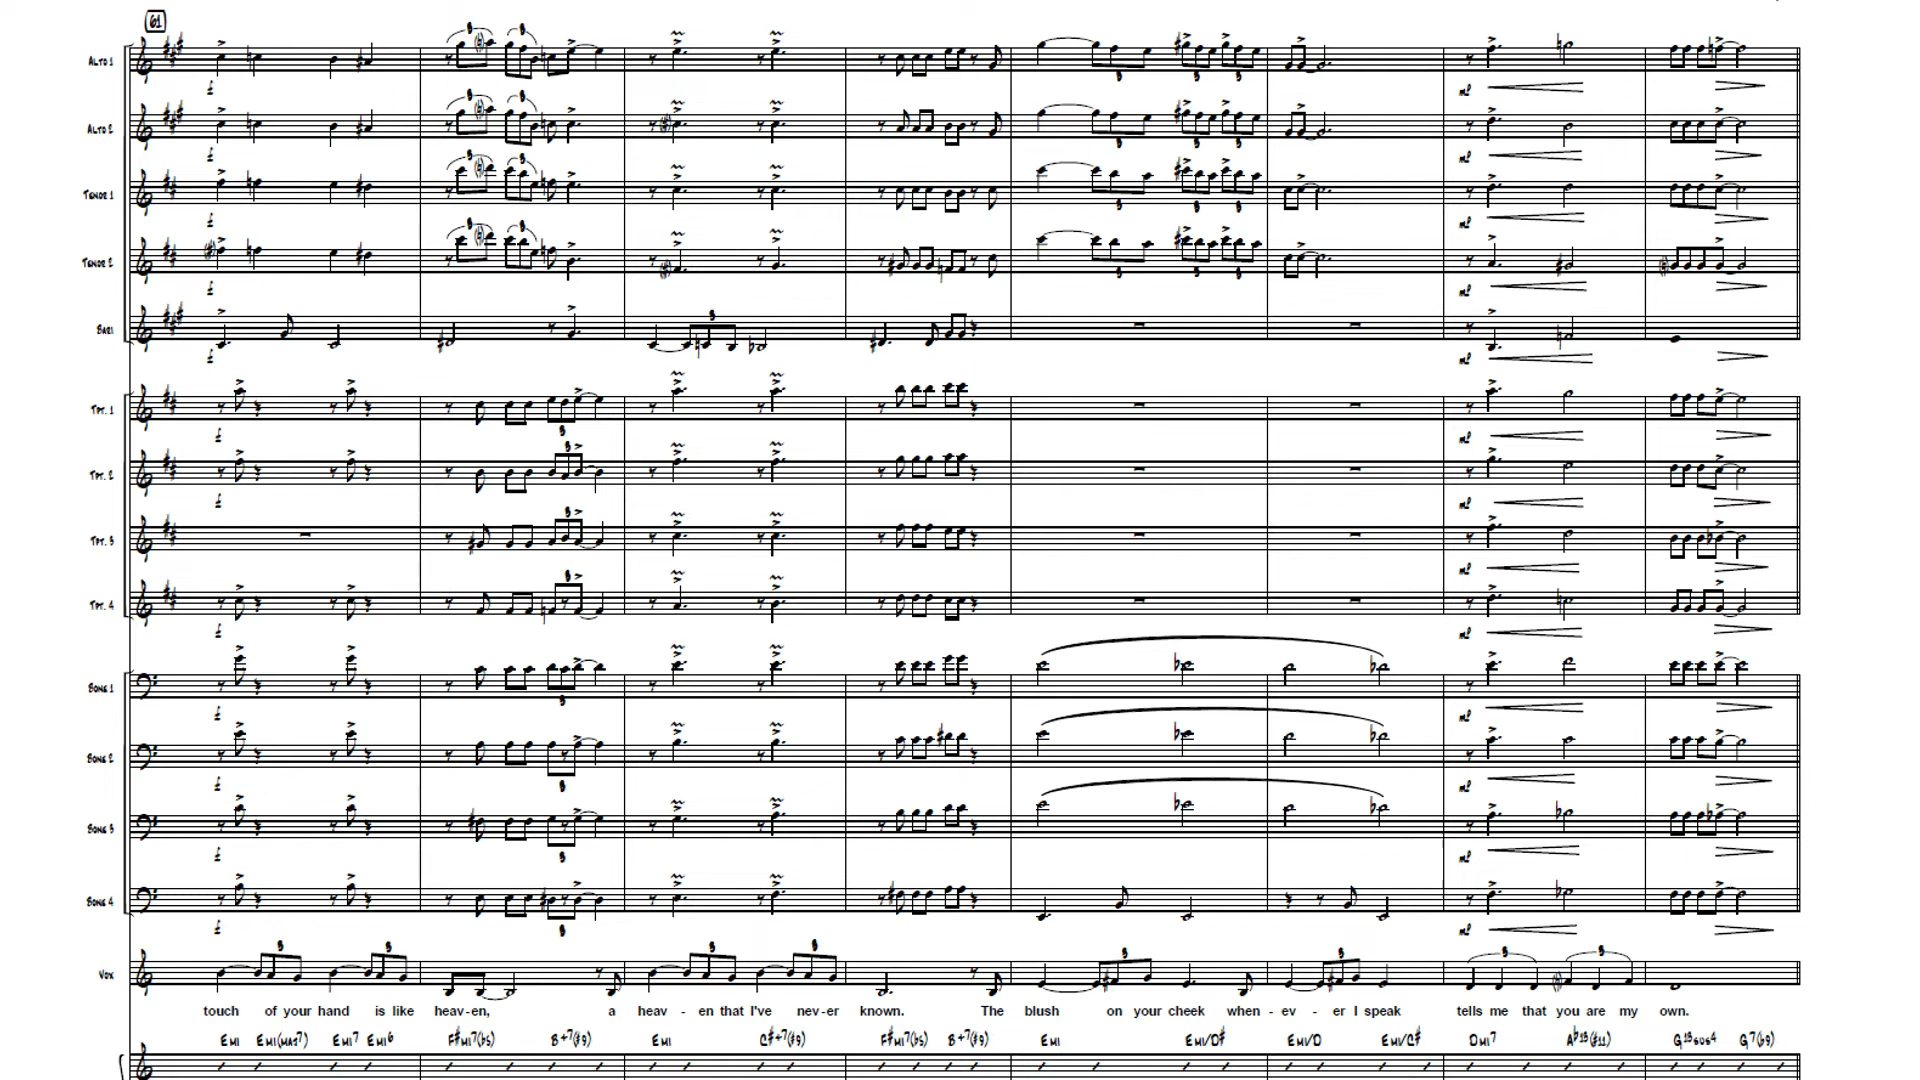 61
ALTO 1
ALTO 2
TENOR 1
TENOR 2
BARI
TPT. 1
TPT. 2
TPT. 3
TPT. 4
BONE 1
BONE 2
BONE 3
BONE 4
VOX
touch of your hand is like heav-en, a heav - en that I've nev-er known. The blush on your cheek when - ev - er I speak tells me that you are my own.
EMI EMI(MA7) EMI7 EMI6 F#MI7(b5) B+7(#9) EMI C#+7(#9) F#MI7(b5) B+7(#9) EMI EMI/D# EMI/D EMI/C# DMI7 Ab13(#11) G13SUS4 G7(b9)